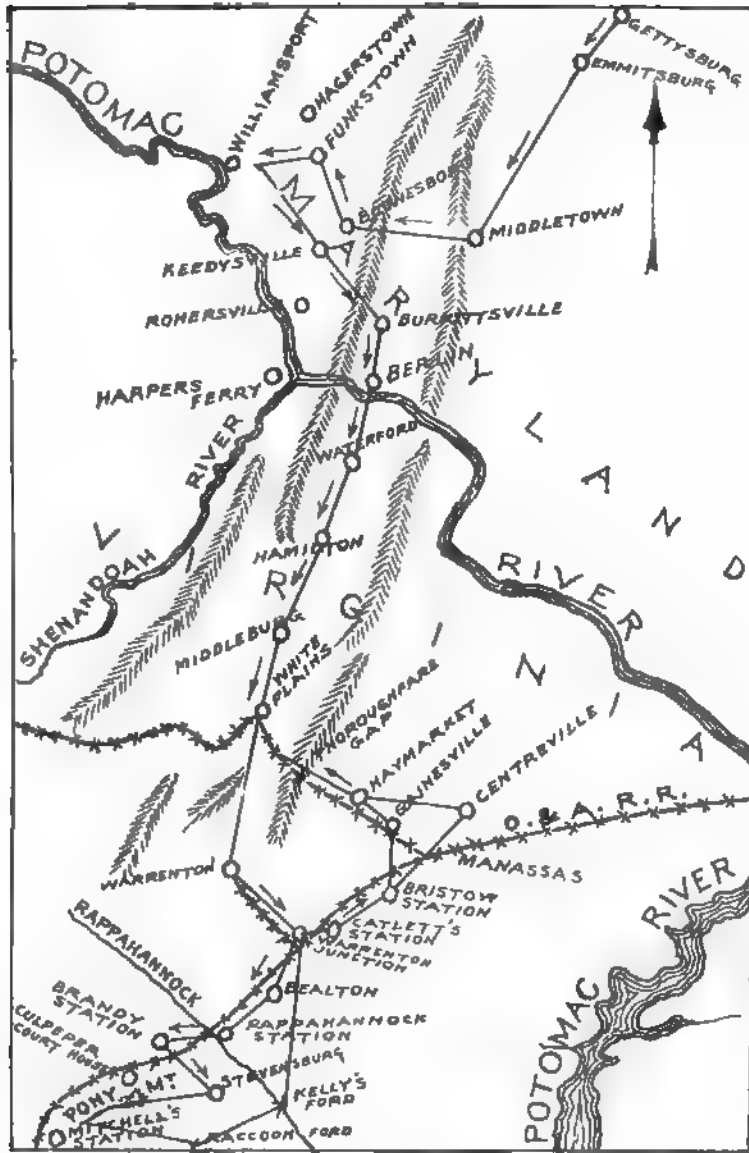 GETTYSBURG
EMMITSBURG
HAGERSTOWN
FUNKSTOWN
WILLIAMSPORT
POTOMAC
BOONESBORO
MIDDLETOWN
KEEDYSVILLE
ROHERSVILLE
BURKITTSVILLE
BERLIN
HARPERS
FERRY
MARYLAND
RIVER
WATERFORD
SHENANDOAH
RIVER
HAMILTON
RIVER
MIDDLEBURG
WHITE
PLAINS
VIRGINIA
THOROUGHFARE
GAP
HAYMARKET
GAINESVILLE
CENTREVILLE
O. & A. R. R.
MANASSAS
WARRENTON
BRISTOW
STATION
CATLETT'S
STATION
WARRENTON
JUNCTION
RAPPAHANNOCK
BEALTON
BRANDY
STATION
RAPPAHANNOCK
STATION
CULPEPER
COURT HOUSE
STEVENSBURG
PONY MT.
KELLY'S
FORD
MITCHELL'S
STATION
RACCOON FORD
POTOMAC
RIVER